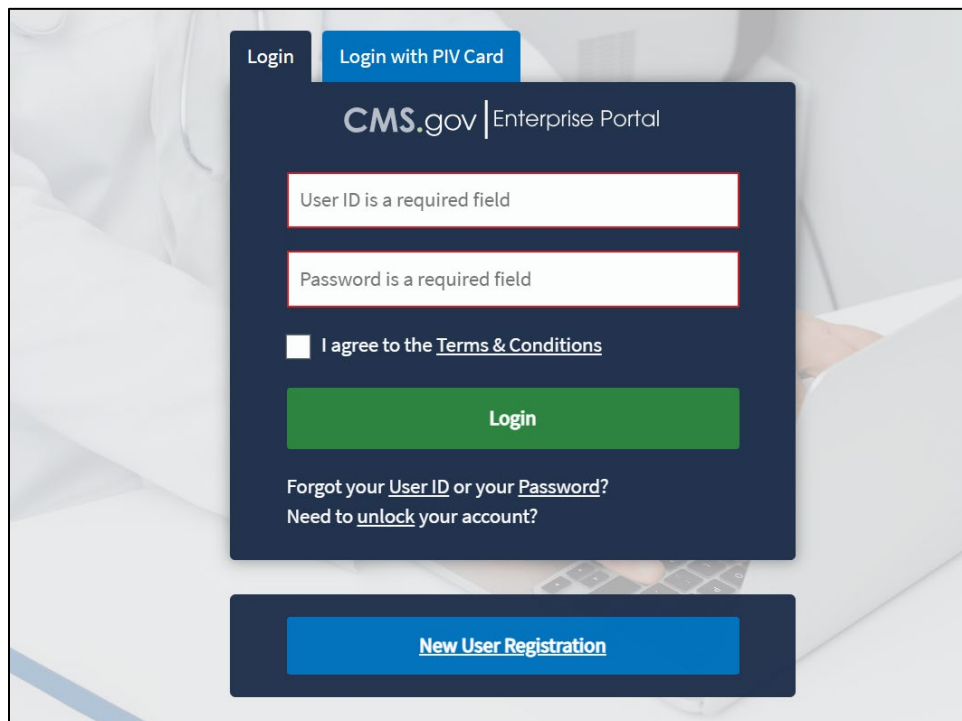 Login
Login with PIV Card
CMS.gov | Enterprise Portal
User ID is a required field
Password is a required field
I agree to the Terms & Conditions
Login
Forgot your User ID or your Password?
Need to unlock your account?
New User Registration